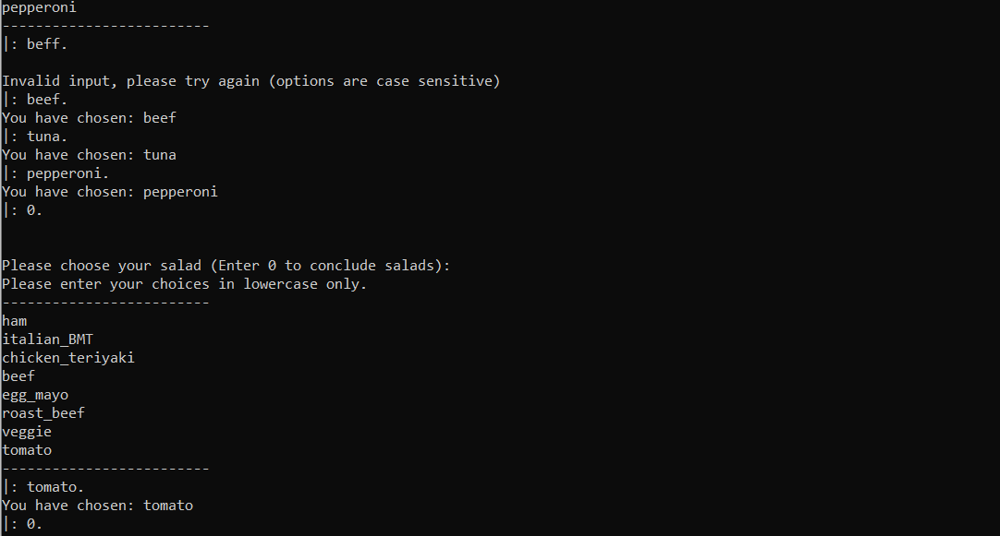 pepperoni
-------------------------
|: beff.
Invalid input, please try again (options are case sensitive)
|: beef.
You have chosen: beef
|: tuna.
You have chosen: tuna
|: pepperoni.
You have chosen: pepperoni
|: 0.
Please choose your salad (Enter 0 to conclude salads):
Please enter your choices in lowercase only.
-------------------------
ham
italian_BMT
chicken_teriyaki
beef
egg_mayo
roast_beef
veggie
tomato
-------------------------
|: tomato.
You have chosen: tomato
|: 0.